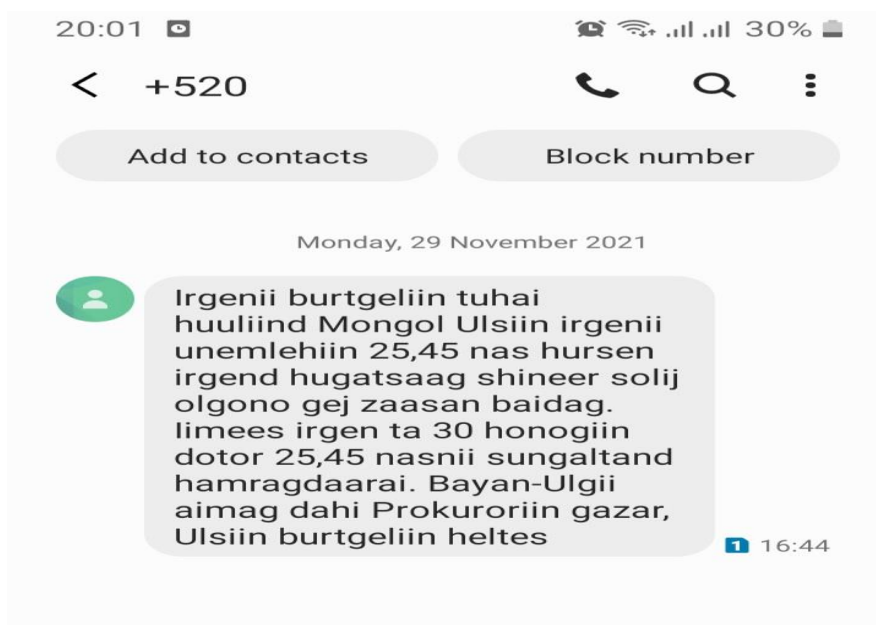 20:01 30%
+520
Add to contacts Block number
Monday, 29 November 2021
Irgenii burtgeliin tuhai
huuliind Mongol Ulsiin irgenii
unemlehiin 25,45 nas hursen
irgend hugatsaag shineer solij
olgono gej zaasan baidag.
Iimees irgen ta 30 honogiin
dotor 25,45 nasnii sungaltand
hamragdaarai. Bayan-Ulgii
aimag dahi Prokuroriin gazar,
Ulsiin burtgeliin heltes
1 16:44